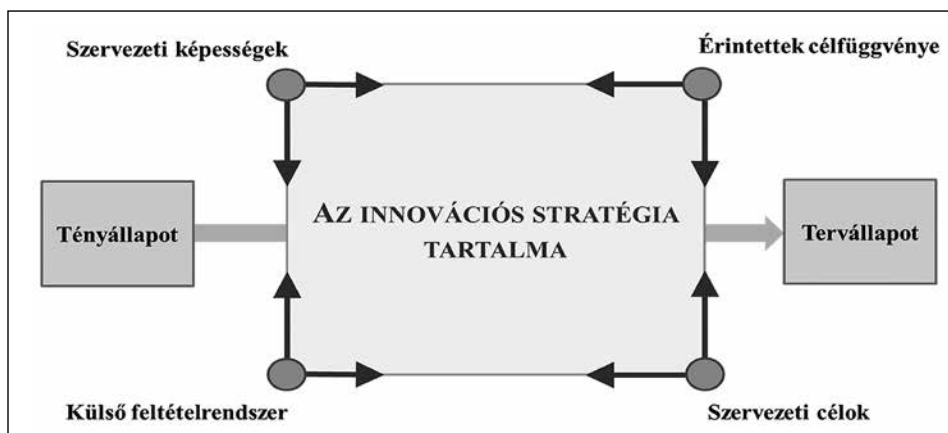 Szervezeti képességek
Érintettek célfüggvénye
AZ INNOVÁCIÓS STRATÉGIA
TARTALMA
Tényállapot
Tervállapot
Külső feltételrendszer
Szervezeti célok